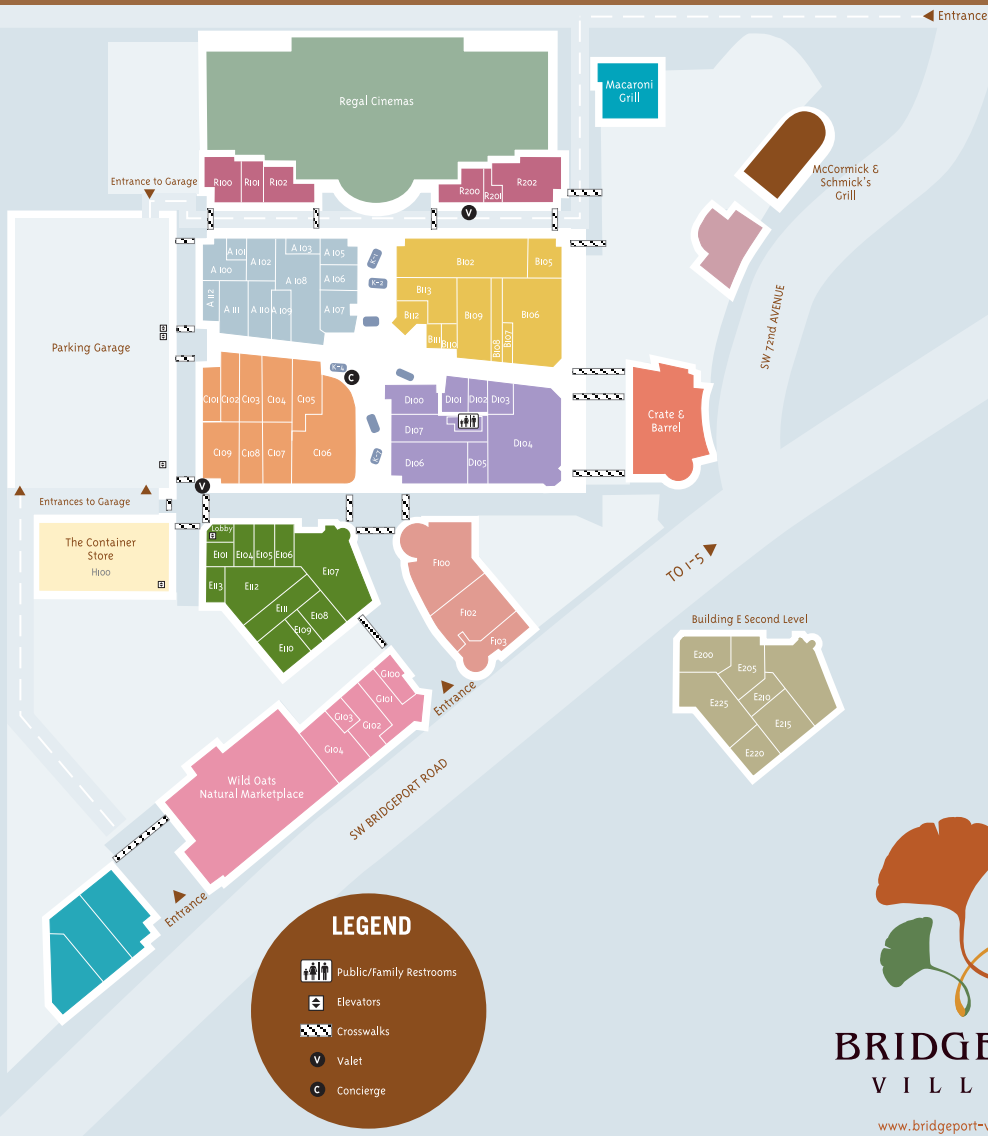 Entrance
Regal Cinemas
Macaroni
Grill
McCormick &
Schmick's
Grill
R100
R101
R102
R200
R201
R202
Entrance to Garage
V
A 101
A 100
A 102
A 103
A 105
A 106
A 107
A 108
A 112
A 111
A 110
A 109
K-1
K-2
B102
B105
B113
B112
B111
B110
B109
B108
B107
B106
SW 72nd AVENUE
Parking Garage
K-4
C
C101
C102
C103
C104
C105
C109
C108
C107
C106
K-7
D100
D101
D102
D103
D107
D104
D106
D105
Crate &
Barrel
V
Entrances to Garage
The Container
Store
H100
Lobby
E101
E104
E105
E106
E107
E113
E112
E111
E108
E109
E110
F100
F102
F103
TO I-5
Building E Second Level
E200
E205
E210
E225
E215
E220
Entrance
G100
G101
G103
G102
G104
Wild Oats
Natural Marketplace
SW BRIDGEPORT ROAD
Entrance
LEGEND
Public/Family Restrooms
Elevators
Crosswalks
V Valet
C Concierge
BRIDGE
VILL
www.bridgeport-v